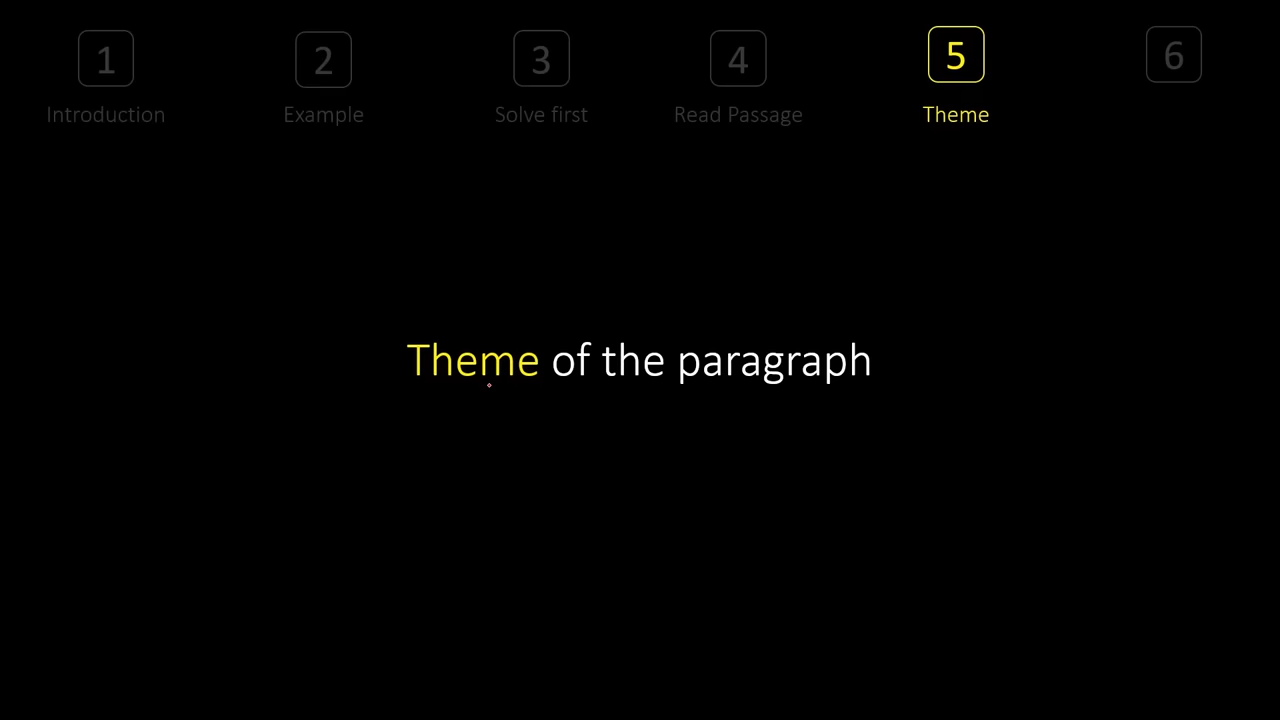 1 2 3 4 5 6
Introduction Example Solve first Read Passage Theme
Theme of the paragraph